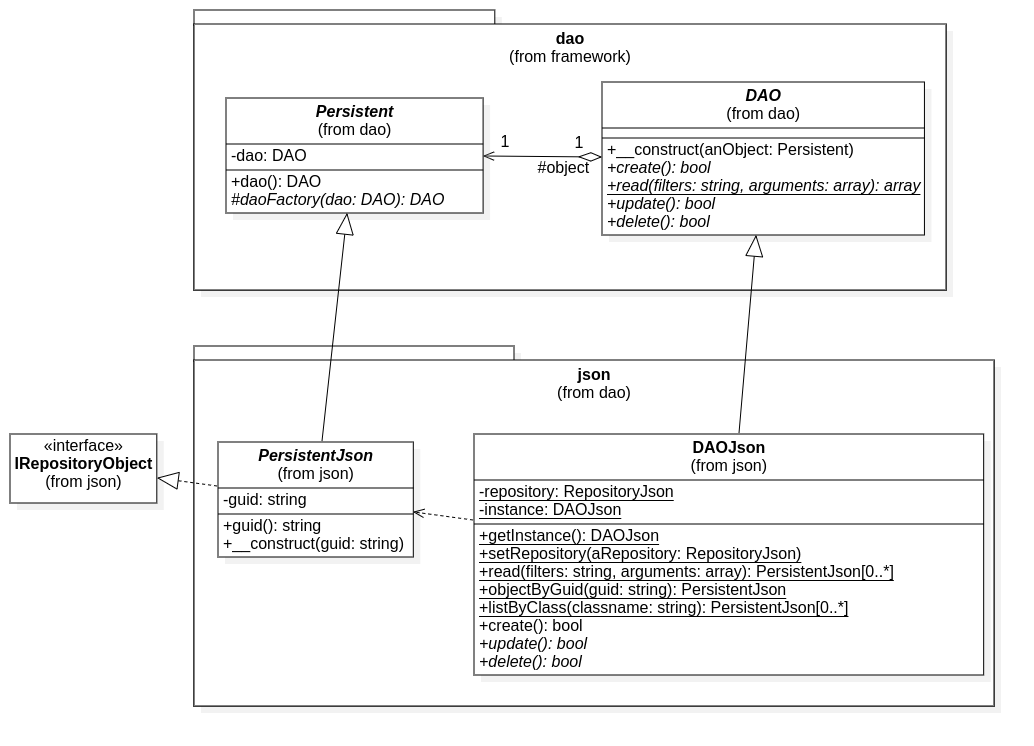 dao
(from framework)
Persistent
(from dao)
-dao: DAO
+dao(): DAO
#daoFactory(dao: DAO): DAO
1
1
#object
DAO
(from dao)
+__construct(anObject: Persistent)
+create(): bool
+read(filters: string, arguments: array): array
+update(): bool
+delete(): bool
json
(from dao)
«interface»
IRepositoryObject
(from json)
PersistentJson
(from json)
-guid: string
+guid(): string
+__construct(guid: string)
DAOJson
(from json)
-repository: RepositoryJson
-instance: DAOJson
+getInstance(): DAOJson
+setRepository(aRepository: RepositoryJson)
+read(filters: string, arguments: array): PersistentJson[0..*]
+objectByGuid(guid: string): PersistentJson
+listByClass(classname: string): PersistentJson[0..*]
+create(): bool
+update(): bool
+delete(): bool